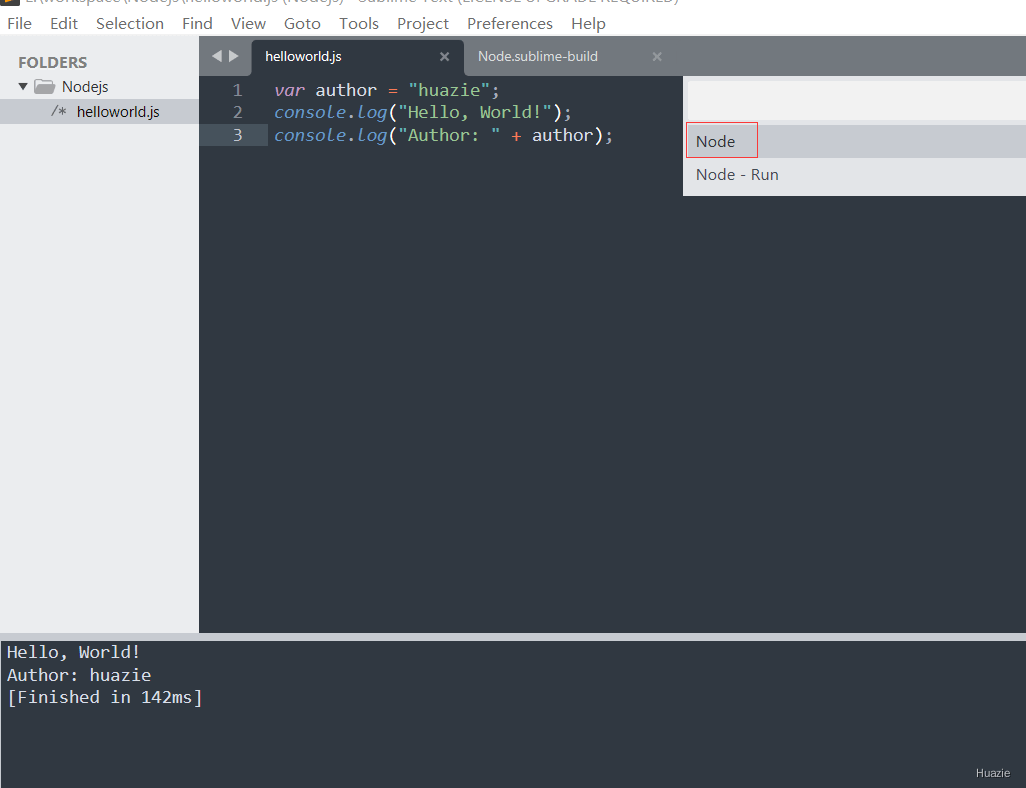 File Edit Selection Find View Goto Tools Project Preferences Help
FOLDERS
Nodejs
/* helloworld.js
helloworld.js ×
Node.sublime-build ×
1 var author = "huazie";
2 console.log("Hello, World!");
3 console.log("Author: " + author);
Node
Node - Run
Hello, World!
Author: huazie
[Finished in 142ms]
Huazie